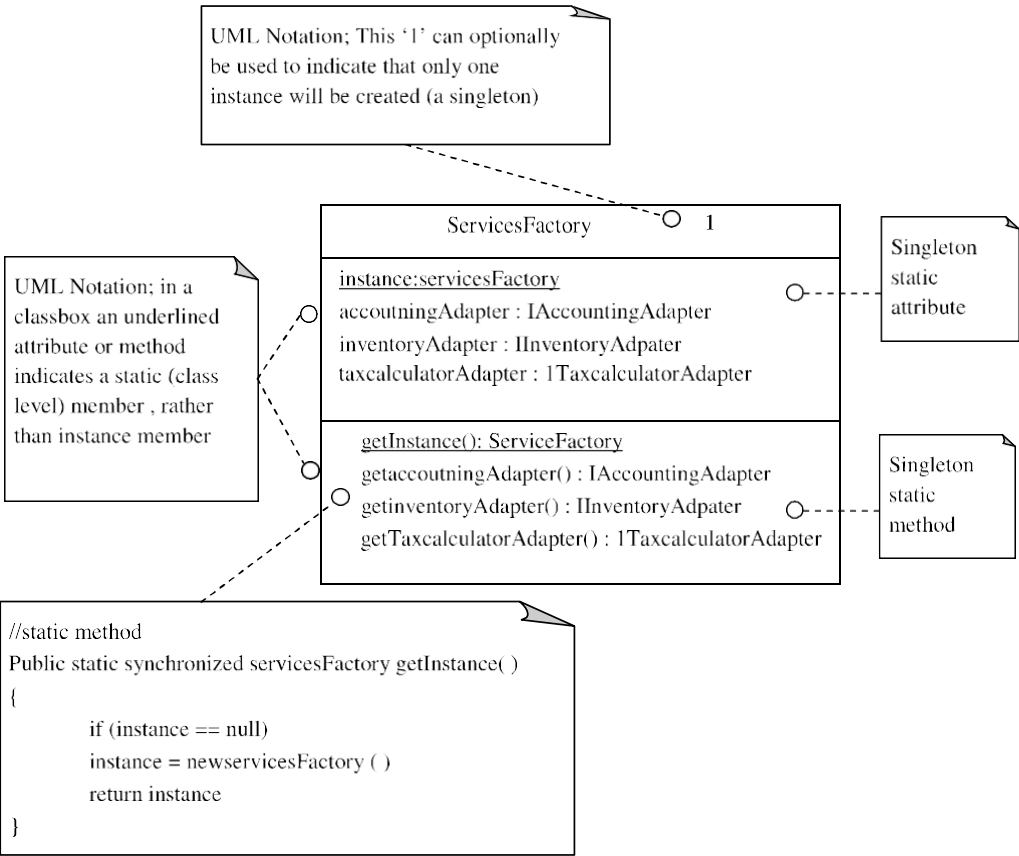 UML Notation; This ‘1’ can optionally
be used to indicate that only one
instance will be created (a singleton)
ServicesFactory 1
instance:servicesFactory
accoutningAdapter : IAccountingAdapter
inventoryAdapter : IInventoryAdpater
taxcalculatorAdapter : 1TaxcalculatorAdapter
Singleton
static
attribute
UML Notation; in a
classbox an underlined
attribute or method
indicates a static (class
level) member , rather
than instance member
getInstance(): ServiceFactory
getaccoutningAdapter() : IAccountingAdapter
getinventoryAdapter() : IInventoryAdpater
getTaxcalculatorAdapter() : 1TaxcalculatorAdapter
Singleton
static
method
//static method
Public static synchronized servicesFactory getInstance( )
{
if (instance == null)
instance = newservicesFactory ( )
return instance
}